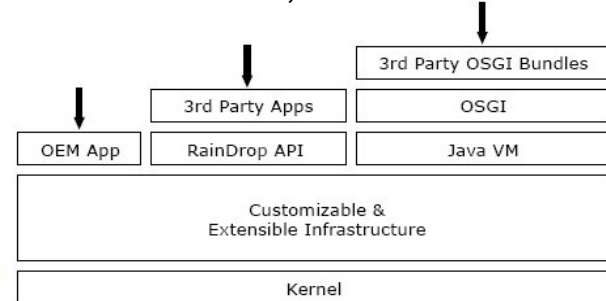 3rd Party OSGI Bundles
3rd Party Apps
OSGI
OEM App
RainDrop API
Java VM
Customizable &
Extensible Infrastructure
Kernel